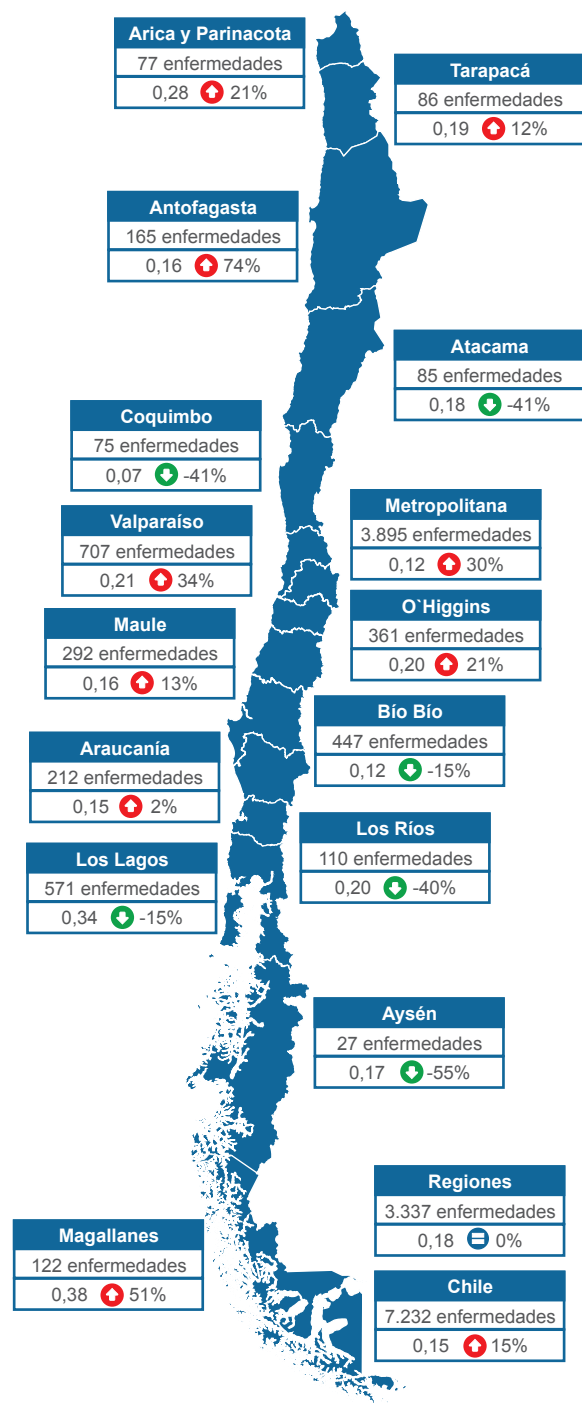 Arica y Parinacota
77 enfermedades
0,28 21%
Tarapacá
86 enfermedades
0,19 12%
Antofagasta
165 enfermedades
0,16 74%
Atacama
85 enfermedades
0,18 -41%
Coquimbo
75 enfermedades
0,07 -41%
Metropolitana
3.895 enfermedades
0,12 30%
Valparaíso
707 enfermedades
0,21 34%
O`Higgins
361 enfermedades
0,20 21%
Maule
292 enfermedades
0,16 13%
Bío Bío
447 enfermedades
0,12 -15%
Araucanía
212 enfermedades
0,15 2%
Los Ríos
110 enfermedades
0,20 -40%
Los Lagos
571 enfermedades
0,34 -15%
Aysén
27 enfermedades
0,17 -55%
Regiones
3.337 enfermedades
0,18 0%
Magallanes
122 enfermedades
0,38 51%
Chile
7.232 enfermedades
0,15 15%